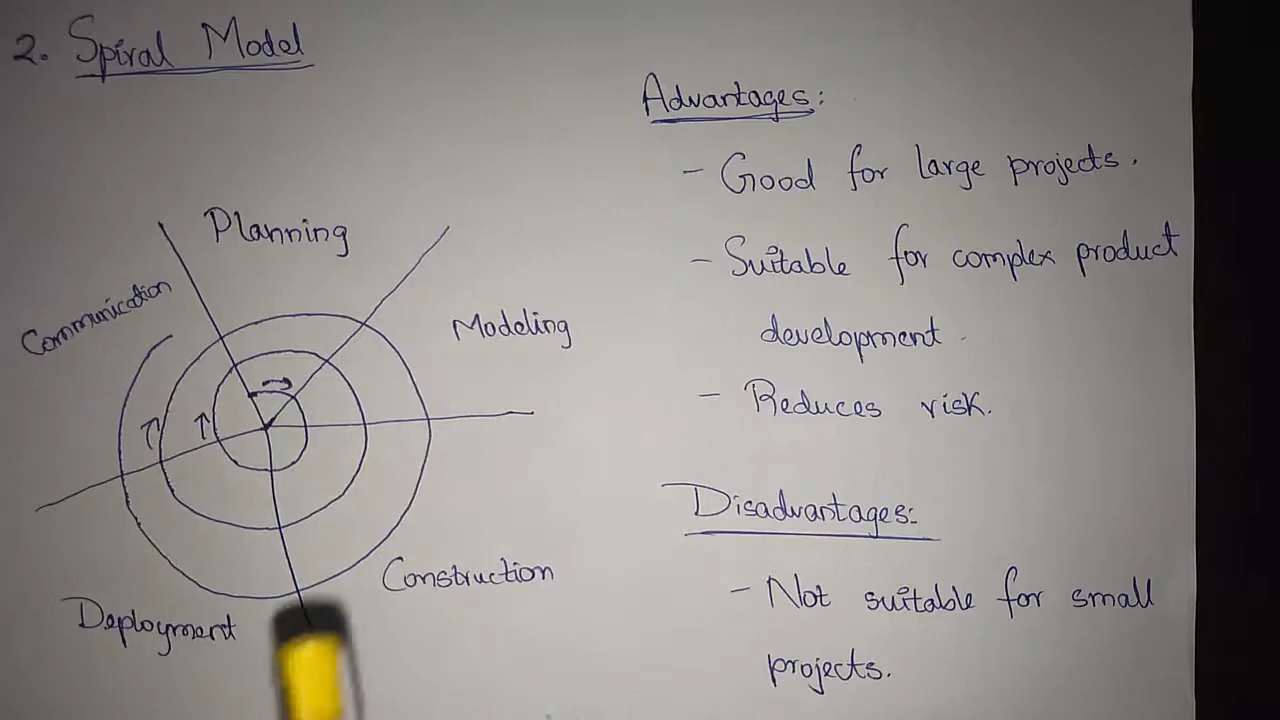 2. Spiral Model
Planning
Communication
Modeling
Construction
Deployment
Advantages:
- Good for large projects.
- Suitable for complex product
development.
- Reduces risk.
Disadvantages:
- Not suitable for small
projects.